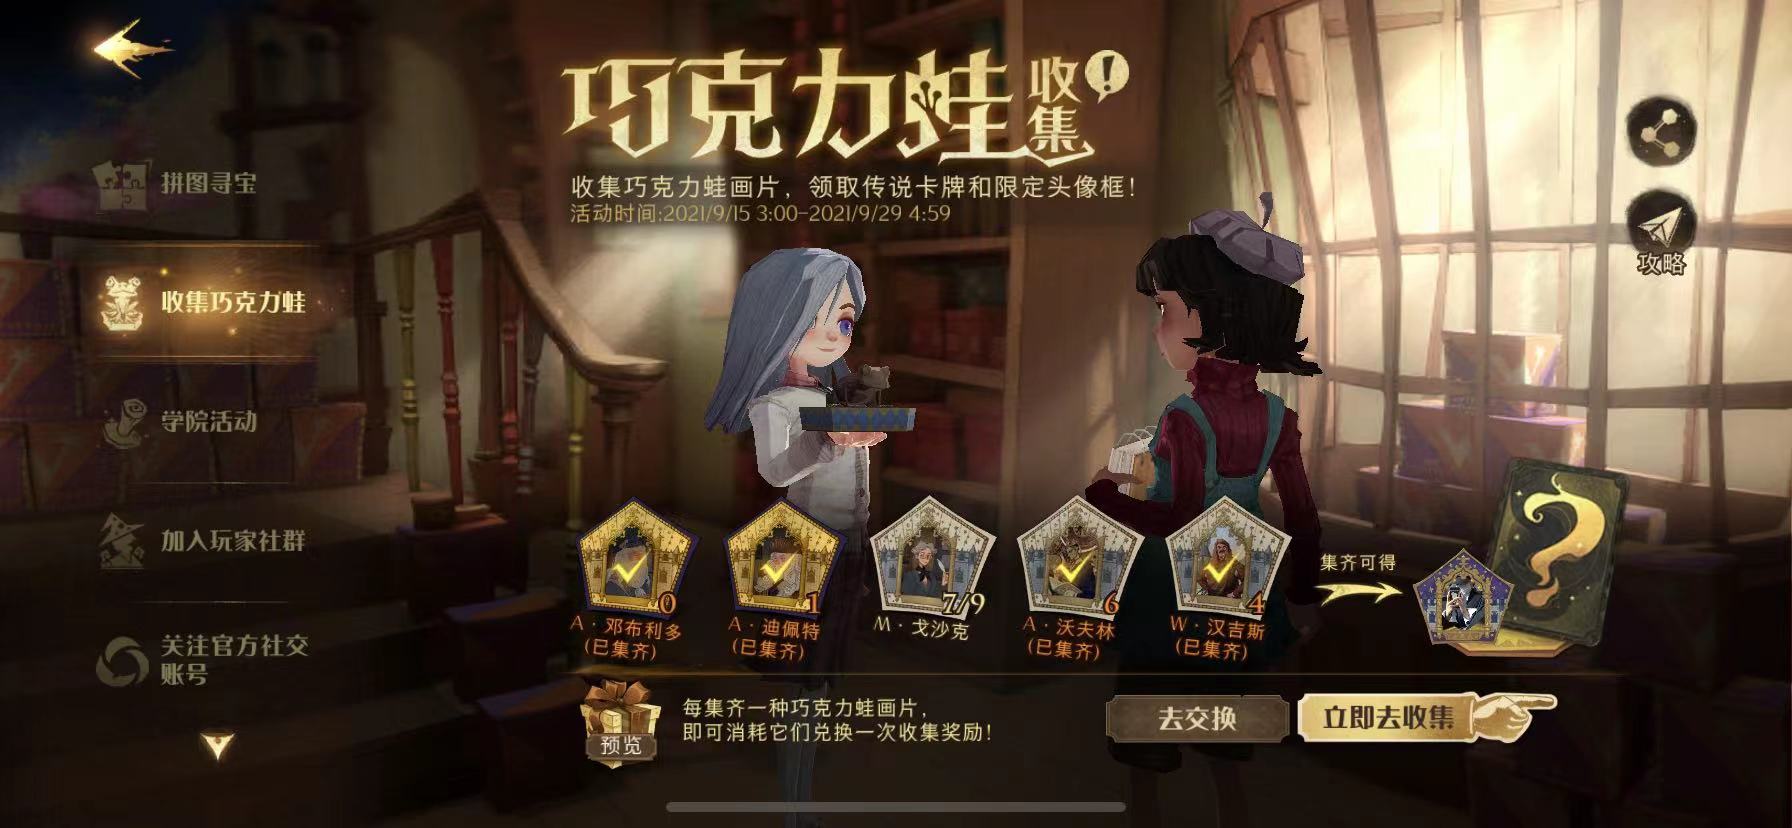 巧克力蛙收集
收集巧克力蛙画片，领取传说卡牌和限定头像框！
活动时间:2021/9/15 3:00-2021/9/29 4:59
拼图寻宝
收集巧克力蛙
学院活动
加入玩家社群
关注官方社交
账号
攻略
0
1
7/9
6
4
A·邓布利多
(已集齐)
A·迪佩特
(已集齐)
M·戈沙克
A·沃夫林
(已集齐)
W·汉吉斯
(已集齐)
集齐可得
预览
每集齐一种巧克力蛙画片，
即可消耗它们兑换一次收集奖励！
去交换
立即去收集